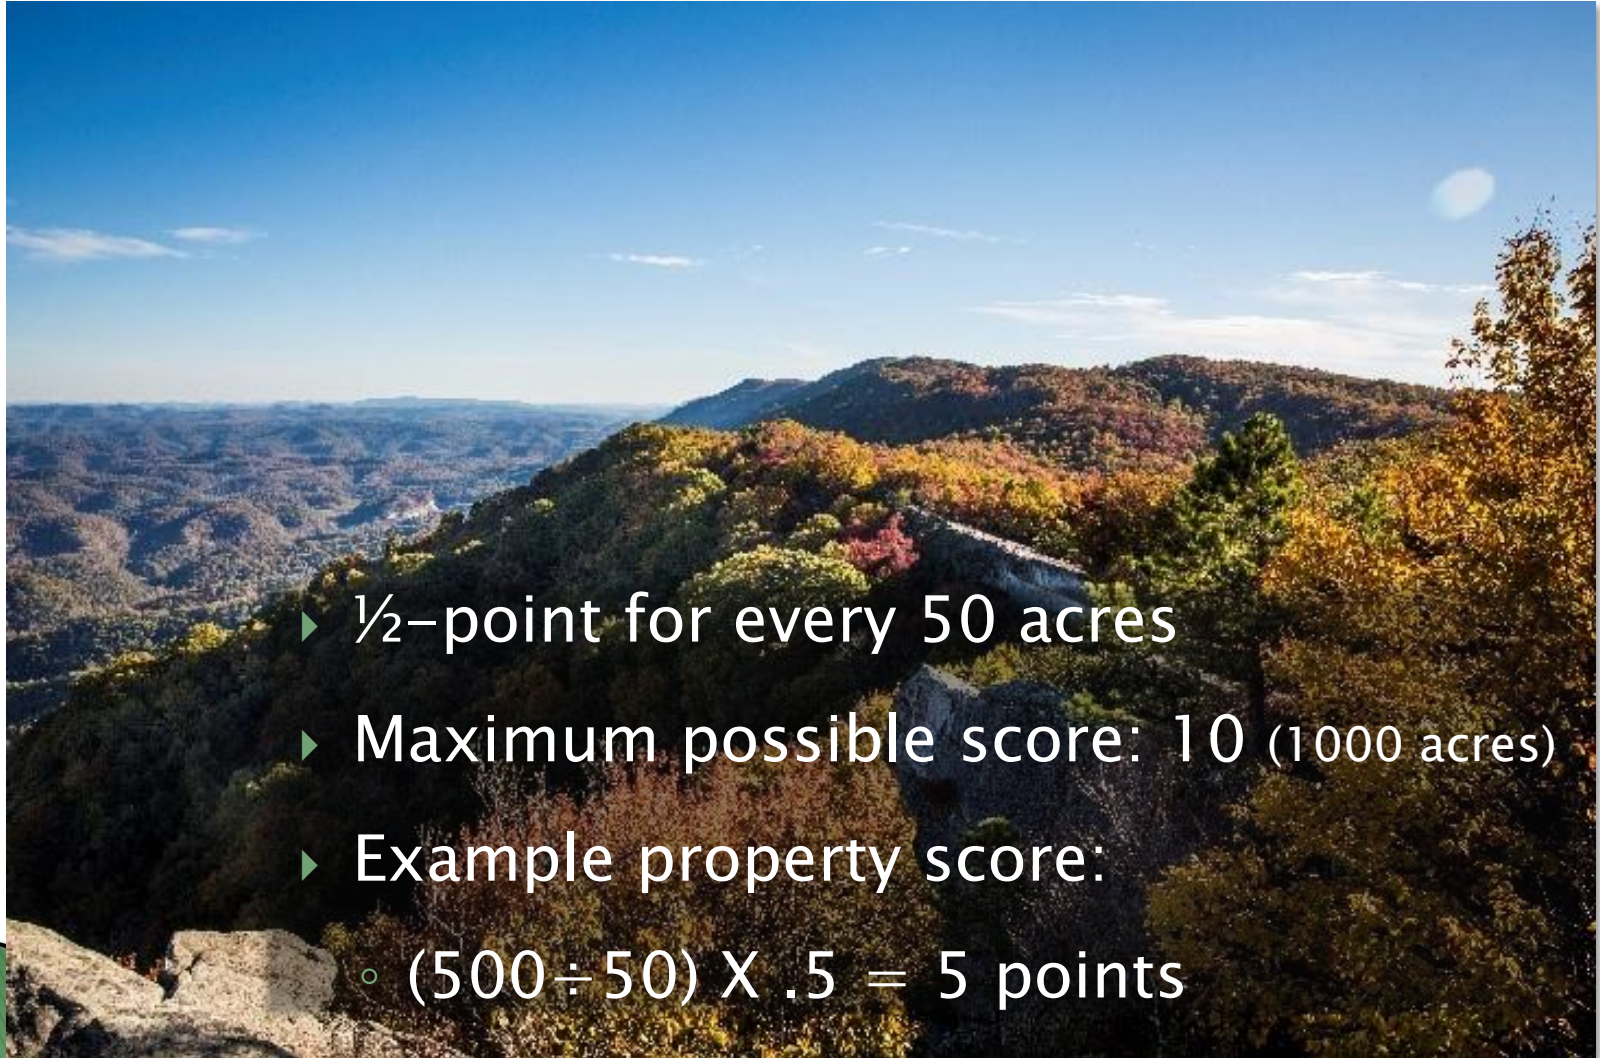 ½-point for every 50 acres
Maximum possible score: 10 (1000 acres)
Example property score:
(500÷50) X .5 = 5 points